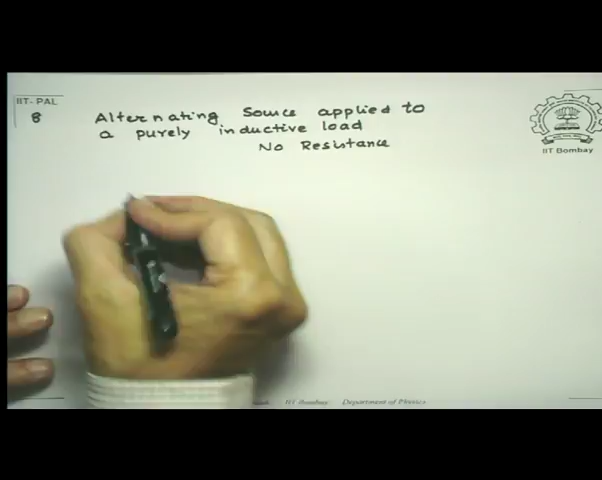 IIT- PAL
8 Alternating Source applied to
a purely inductive load
No Resistance
IIT Bombay
IIT-Bombay Department of Physics